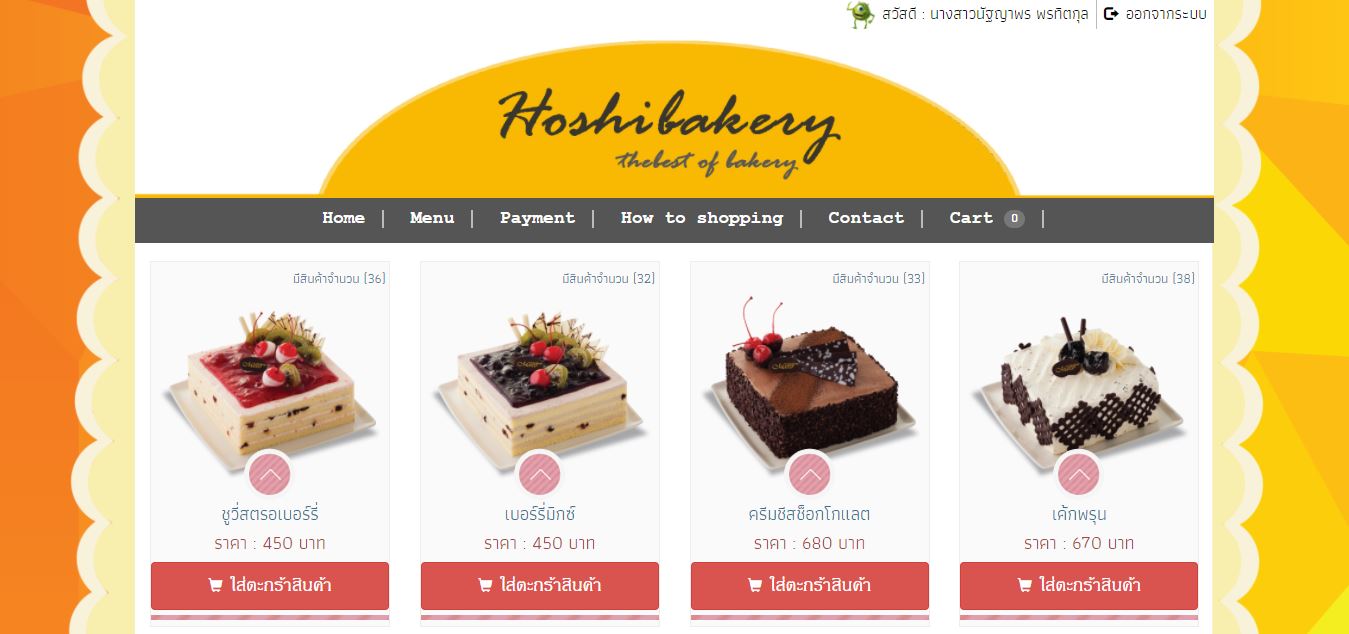 สวัสดี : นางสาวนัฐญาพร พรทิตกุล
ออกจากระบบ
Hoshibakery
thebest of bakery
Home | Menu | Payment | How to shopping | Contact | Cart 0 |
มีสินค้าจำนวน (36)
มีสินค้าจำนวน (32)
มีสินค้าจำนวน (33)
มีสินค้าจำนวน (38)
ชูวี่สตรอเบอร์รี่
เบอร์รี่มิกซ์
ครีมชีสช็อกโกแลต
เค้กพรุน
ราคา : 450 บาท
ราคา : 450 บาท
ราคา : 680 บาท
ราคา : 670 บาท
ใส่ตะกร้าสินค้า
ใส่ตะกร้าสินค้า
ใส่ตะกร้าสินค้า
ใส่ตะกร้าสินค้า